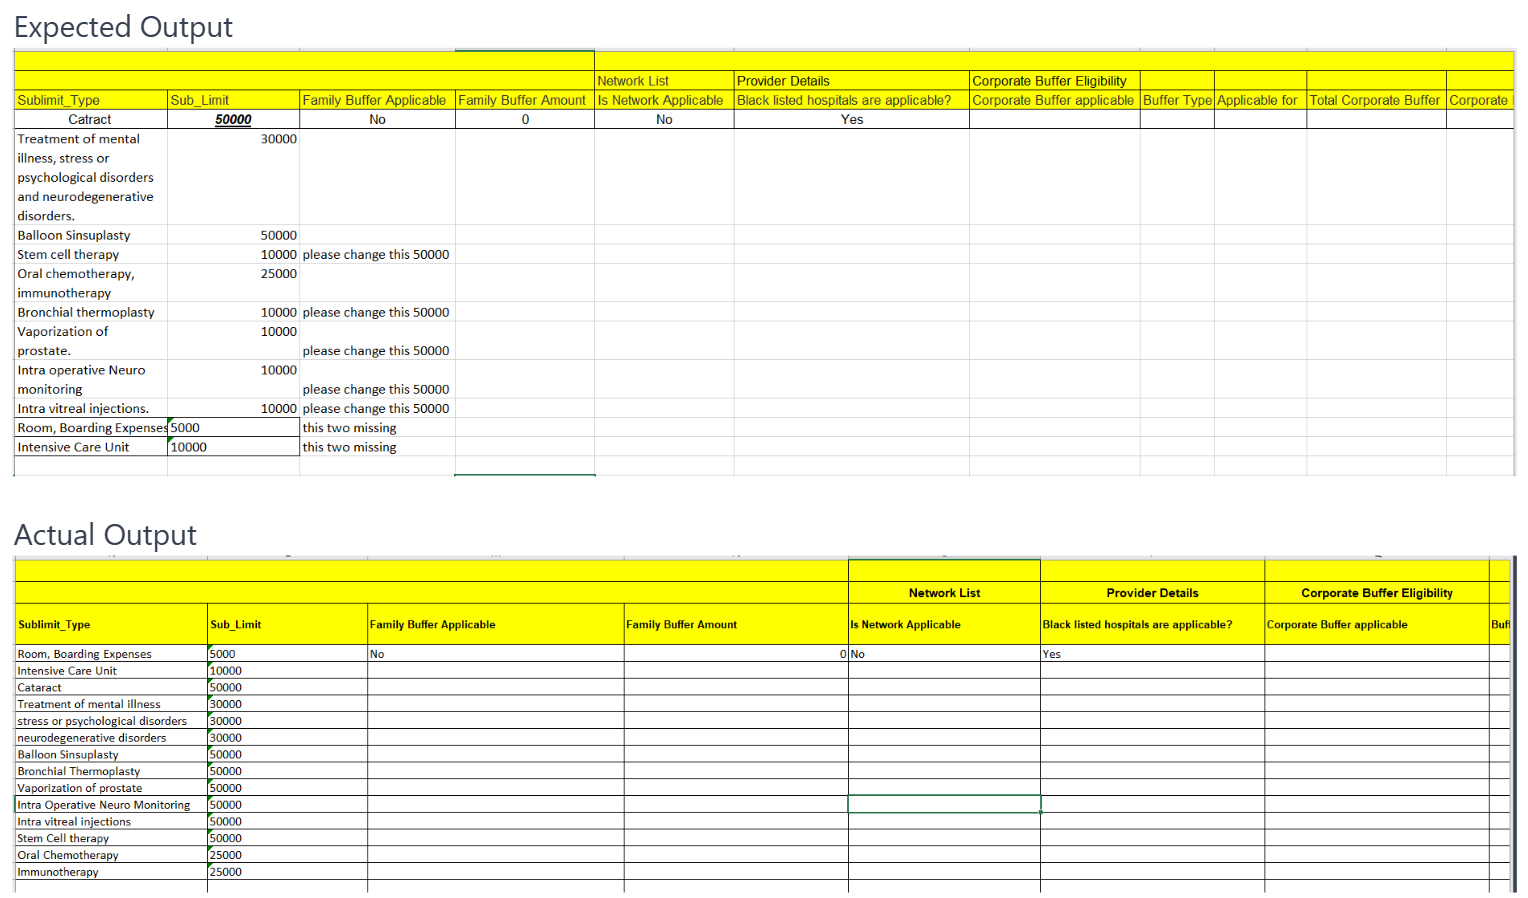 Expected Output
Network List Provider Details Corporate Buffer Eligibility
Sublimit_Type Sub_Limit Family Buffer Applicable Family Buffer Amount Is Network Applicable Black listed hospitals are applicable? Corporate Buffer applicable Buffer Type Applicable for Total Corporate Buffer Corporate
Catract 50000 No 0 No Yes
Treatment of mental 30000
illness, stress or
psychological disorders
and neurodegenerative
disorders.
Balloon Sinsuplasty 50000
Stem cell therapy 10000 please change this 50000
Oral chemotherapy, 25000
immunotherapy
Bronchial thermoplasty 10000 please change this 50000
Vaporization of 10000
prostate. please change this 50000
Intra operative Neuro 10000
monitoring please change this 50000
Intra vitreal injections. 10000 please change this 50000
Room, Boarding Expenses 5000 this two missing
Intensive Care Unit 10000 this two missing
Actual Output
Network List Provider Details Corporate Buffer Eligibility
Sublimit_Type Sub_Limit Family Buffer Applicable Family Buffer Amount Is Network Applicable Black listed hospitals are applicable? Corporate Buffer applicable
Room, Boarding Expenses 5000 No 0 No Yes
Intensive Care Unit 10000
Cataract 50000
Treatment of mental illness 30000
stress or psychological disorders 30000
neurodegenerative disorders 30000
Balloon Sinsuplasty 50000
Bronchial Thermoplasty 50000
Vaporization of prostate 50000
Intra Operative Neuro Monitoring 50000
Intra vitreal injections 50000
Stem Cell therapy 50000
Oral Chemotherapy 25000
Immunotherapy 25000